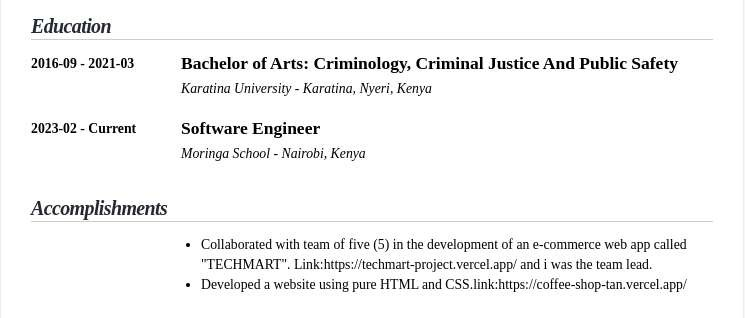 Education
2016-09 - 2021-03 Bachelor of Arts: Criminology, Criminal Justice And Public Safety
Karatina University - Karatina, Nyeri, Kenya
2023-02 - Current Software Engineer
Moringa School - Nairobi, Kenya
Accomplishments
• Collaborated with team of five (5) in the development of an e-commerce web app called
"TECHMART". Link:https://techmart-project.vercel.app/ and i was the team lead.
• Developed a website using pure HTML and CSS.link:https://coffee-shop-tan.vercel.app/